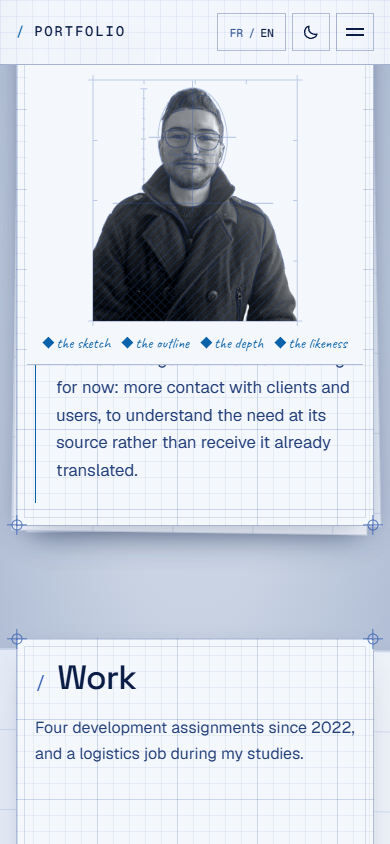 / PORTFOLIO
FR / EN
◆ the sketch ◆ the outline ◆ the depth ◆ the likeness
for now: more contact with clients and
users, to understand the need at its
source rather than receive it already
translated.
/ Work
Four development assignments since 2022,
and a logistics job during my studies.